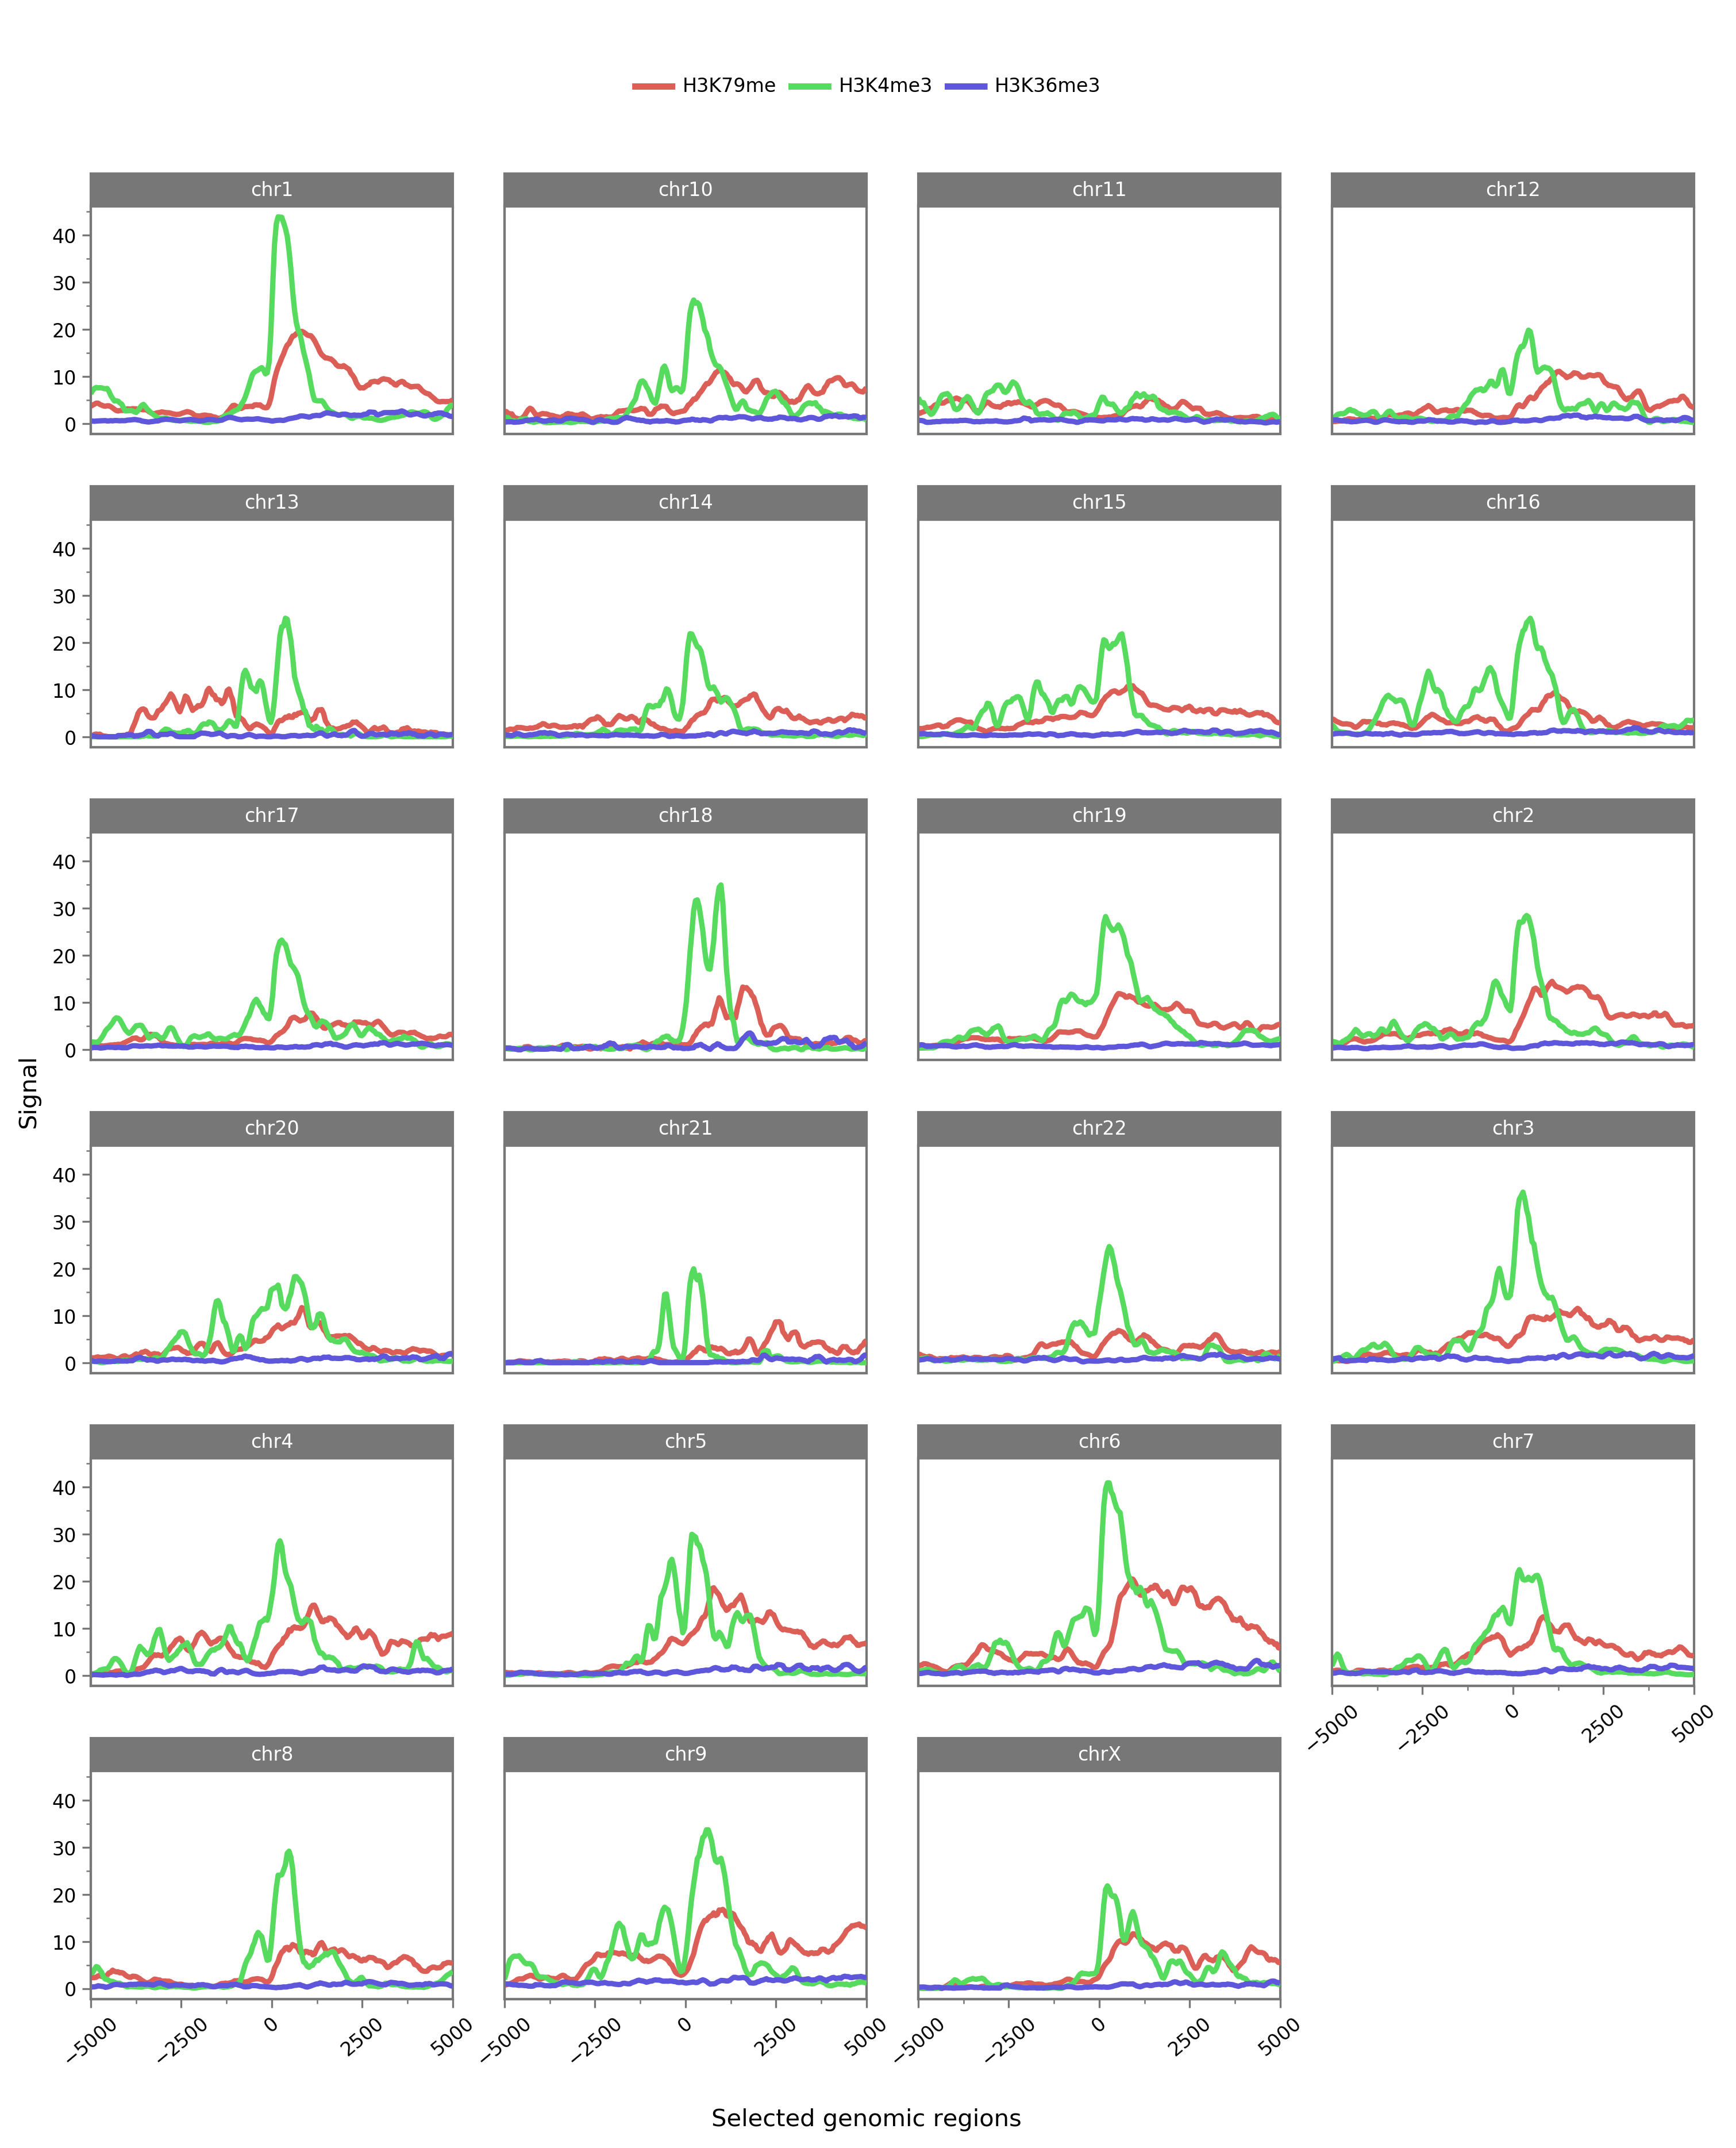 H3K79me H3K4me3 H3K36me3
chr1 chr10 chr11 chr12
40
30
20
10
0
chr13 chr14 chr15 chr16
40
30
20
10
0
chr17 chr18 chr19 chr2
40
30
20
10
0
Signal
chr20 chr21 chr22 chr3
40
30
20
10
0
chr4 chr5 chr6 chr7
40
30
20
10
0
−5000 −2500 0 2500 5000
chr8 chr9 chrX
40
30
20
10
0
−5000 −2500 0 2500 5000 −5000 −2500 0 2500 5000 −5000 −2500 0 2500 5000
Selected genomic regions